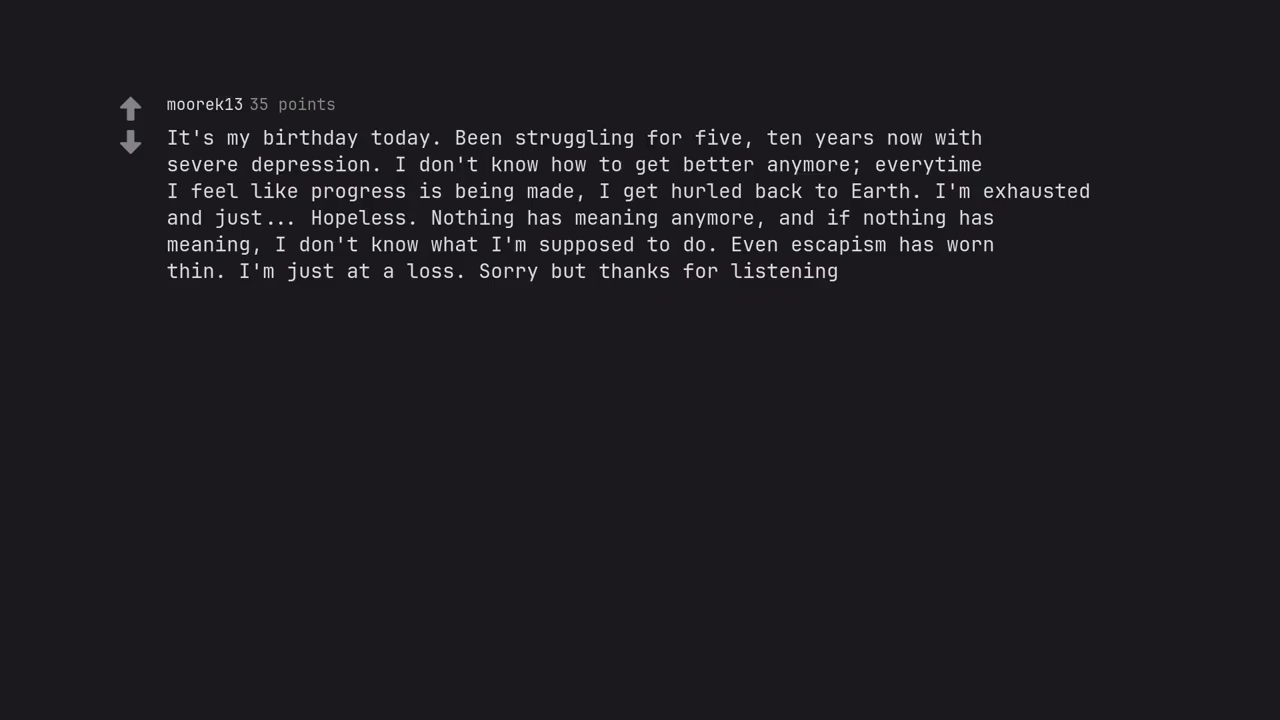 moorek13 35 points
It's my birthday today. Been struggling for five, ten years now with
severe depression. I don't know how to get better anymore; everytime
I feel like progress is being made, I get hurled back to Earth. I'm exhausted
and just... Hopeless. Nothing has meaning anymore, and if nothing has
meaning, I don't know what I'm supposed to do. Even escapism has worn
thin. I'm just at a loss. Sorry but thanks for listening